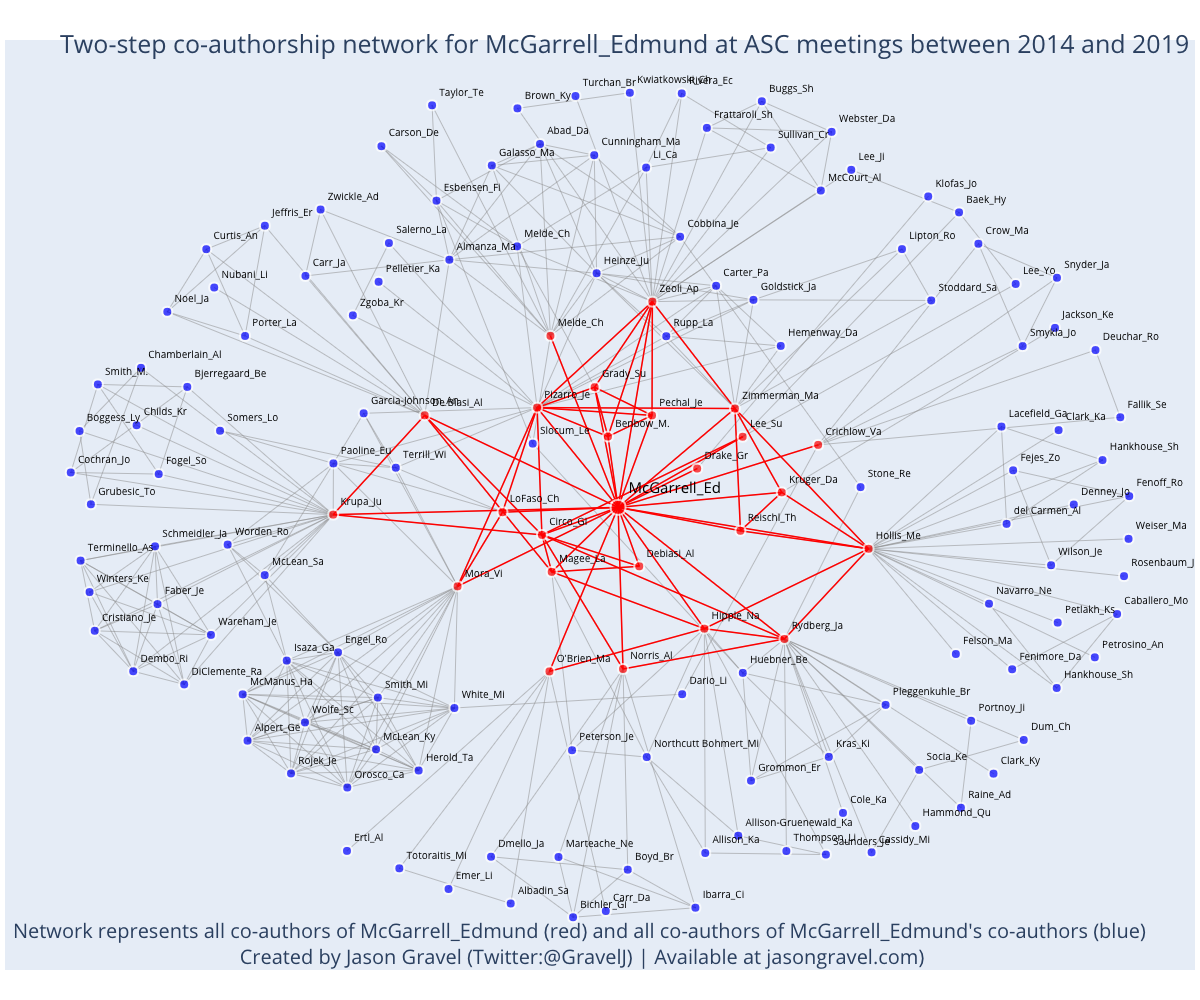 Two-step co-authorship network for McGarrell_Edmund at ASC meetings between 2014 and 2019
Taylor_Te
Brown_Ky
Turchan_Br
Kwiatkowski_Ch
Rivera_Ec
Buggs_Sh
Carson_De
Abad_Da
Cunningham_Ma
Frattaroli_Sh
Sullivan_Cr
Webster_Da
Galasso_Ma
Li_Ca
Lee_Ji
Esbensen_Fi
McCourt_Al
Klofas_Jo
Zwickle_Ad
Baek_Hy
Jeffris_Er
Curtis_An
Salerno_La
Almanza_Ma
Melde_Ch
Cobbina_Je
Lipton_Ro
Crow_Ma
Nubani_Li
Carr_Ja
Pelletier_Ka
Heinze_Ju
Carter_Pa
Lee_Yo
Snyder_Ja
Noel_Ja
Zgoba_Kr
Zeoli_Ap
Goldstick_Ja
Stoddard_Sa
Porter_La
Melde_Ch
Rupp_La
Hemenway_Da
Smykla_Jo
Jackson_Ke
Deuchar_Ro
Chamberlain_Al
Smith_M.
Bjerregaard_Be
Grady_Su
Garcia-Johnson_An
De Biasi_Al
Pizarro_Je
Pechal_Je
Zimmerman_Ma
Boggess_Ly
Childs_Kr
Somers_Lo
Slocum_Le
Benbow_M.
Lee_Su
Crichlow_Va
Lacefield_Ga
Clark_Ka
Fallik_Se
Cochran_Jo
Fogel_So
Paoline_Eu
Terrill_Wi
Drake_Gr
Stone_Re
Fejes_Zo
Hankhouse_Sh
Grubesic_To
Krupa_Ju
LoFaso_Ch
McGarrell_Ed
Kruger_Da
Denney_Jo
Fenoff_Ro
Schmeidler_Ja
Worden_Ro
Circo_Gi
Reischl_Th
del Carmen_Al
Weiser_Ma
Terminello_As
McLean_Sa
Mora_Vi
Magee_La
Debiasi_Al
Hollis_Me
Wilson_Je
Rosenbaum_J
Winters_Ke
Faber_Je
Navarro_Ne
Petlakh_Ks
Caballero_Mo
Cristiano_Je
Wareham_Je
Hipple_Na
Rydberg_Ja
Dembo_Ri
DiClemente_Ra
Isaza_Ga
Engel_Ro
O'Brien_Ma
Norris_Al
Huebner_Be
Felson_Ma
Fenimore_Da
Petrosino_An
McManus_Ha
Smith_Mi
White_Mi
Dario_Li
Pleggenkuhle_Br
Hankhouse_Sh
Alpert_Ge
Wolfe_Sc
McLean_Ky
Peterson_Je
Northcutt Bohmert_Mi
Kras_Ki
Portnoy_Ji
Dum_Ch
Rojek_Je
Orosco_Ca
Herold_Ta
Grommon_Er
Socia_Ke
Clark_Ky
Cole_Ka
Raine_Ad
Hammond_Qu
Ertl_Al
Totoraitis_Mi
Dmello_Ja
Marteache_Ne
Boyd_Br
Allison_Ka
Allison-Gruenewald_Ka
Thompson_Li
Saunders_Je
Cassidy_Mi
Emer_Li
Albadin_Sa
Bichler_Gi
Carr_Da
Ibarra_Ci
Network represents all co-authors of McGarrell_Edmund (red) and all co-authors of McGarrell_Edmund's co-authors (blue)
Created by Jason Gravel (Twitter:@GravelJ) | Available at jasongravel.com)